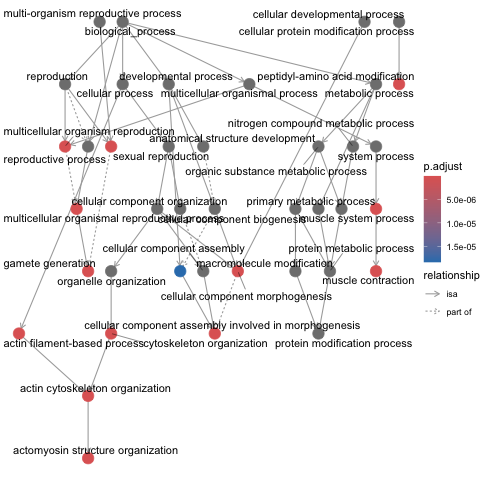 multi-organism reproductive process
cellular developmental process
biological_process
cellular protein modification process
reproduction
developmental process
peptidyl-amino acid modification
cellular process
multicellular organismal process
metabolic process
nitrogen compound metabolic process
multicellular organism reproduction
anatomical structure development
reproductive process
sexual reproduction
system process
organic substance metabolic process
cellular component organization
primary metabolic process
multicellular organismal reproductive process
cellular component biogenesis
muscle system process
cellular component assembly
protein metabolic process
gamete generation
macromolecule modification
organelle organization
muscle contraction
cellular component morphogenesis
cellular component assembly involved in morphogenesis
actin filament-based process
cytoskeleton organization
protein modification process
actin cytoskeleton organization
actomyosin structure organization
p.adjust
5.0e-06
1.0e-05
1.5e-05
relationship
isa
part of